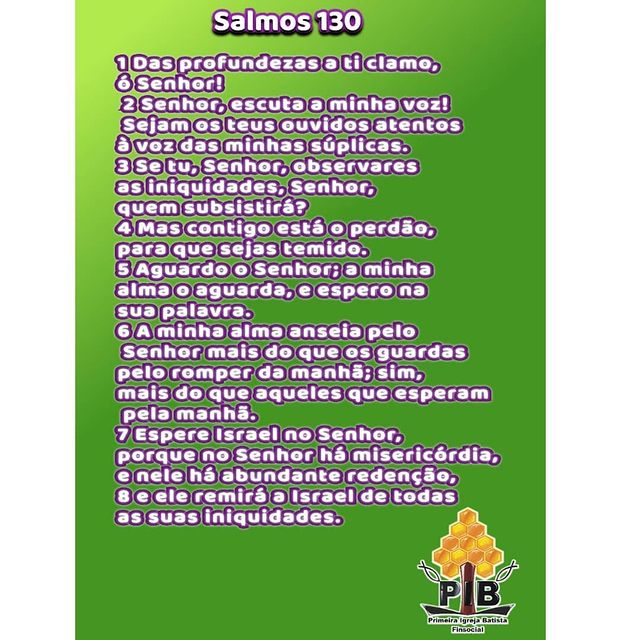 Salmos 130
1 Das profundezas a ti clamo,
ó Senhor!
2 Senhor, escuta a minha voz!
Sejam os teus ouvidos atentos
à voz das minhas súplicas.
3 Se tu, Senhor, observares
as iniquidades, Senhor,
quem subsistirá?
4 Mas contigo está o perdão,
para que sejas temido.
5 Aguardo o Senhor; a minha
alma o aguarda, e espero na
sua palavra.
6 A minha alma anseia pelo
Senhor mais do que os guardas
pelo romper da manhã; sim,
mais do que aqueles que esperam
pela manhã.
7 Espere Israel no Senhor,
porque no Senhor há misericórdia,
e nele há abundante redenção,
8 e ele remirá a Israel de todas
as suas iniquidades.
PIB
Primeira Igreja Batista
Finsocial